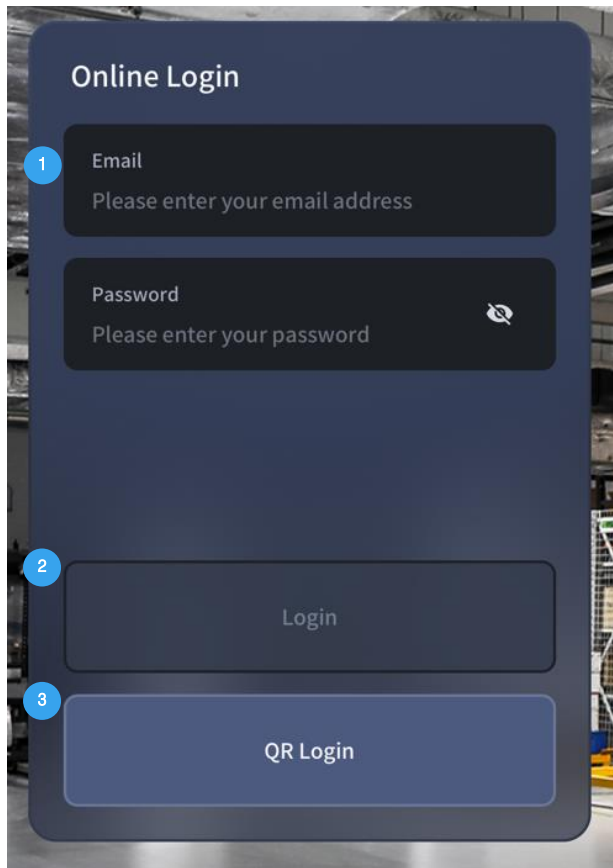 Online Login
1
Email
Please enter your email address
Password
Please enter your password
2
Login
3
QR Login